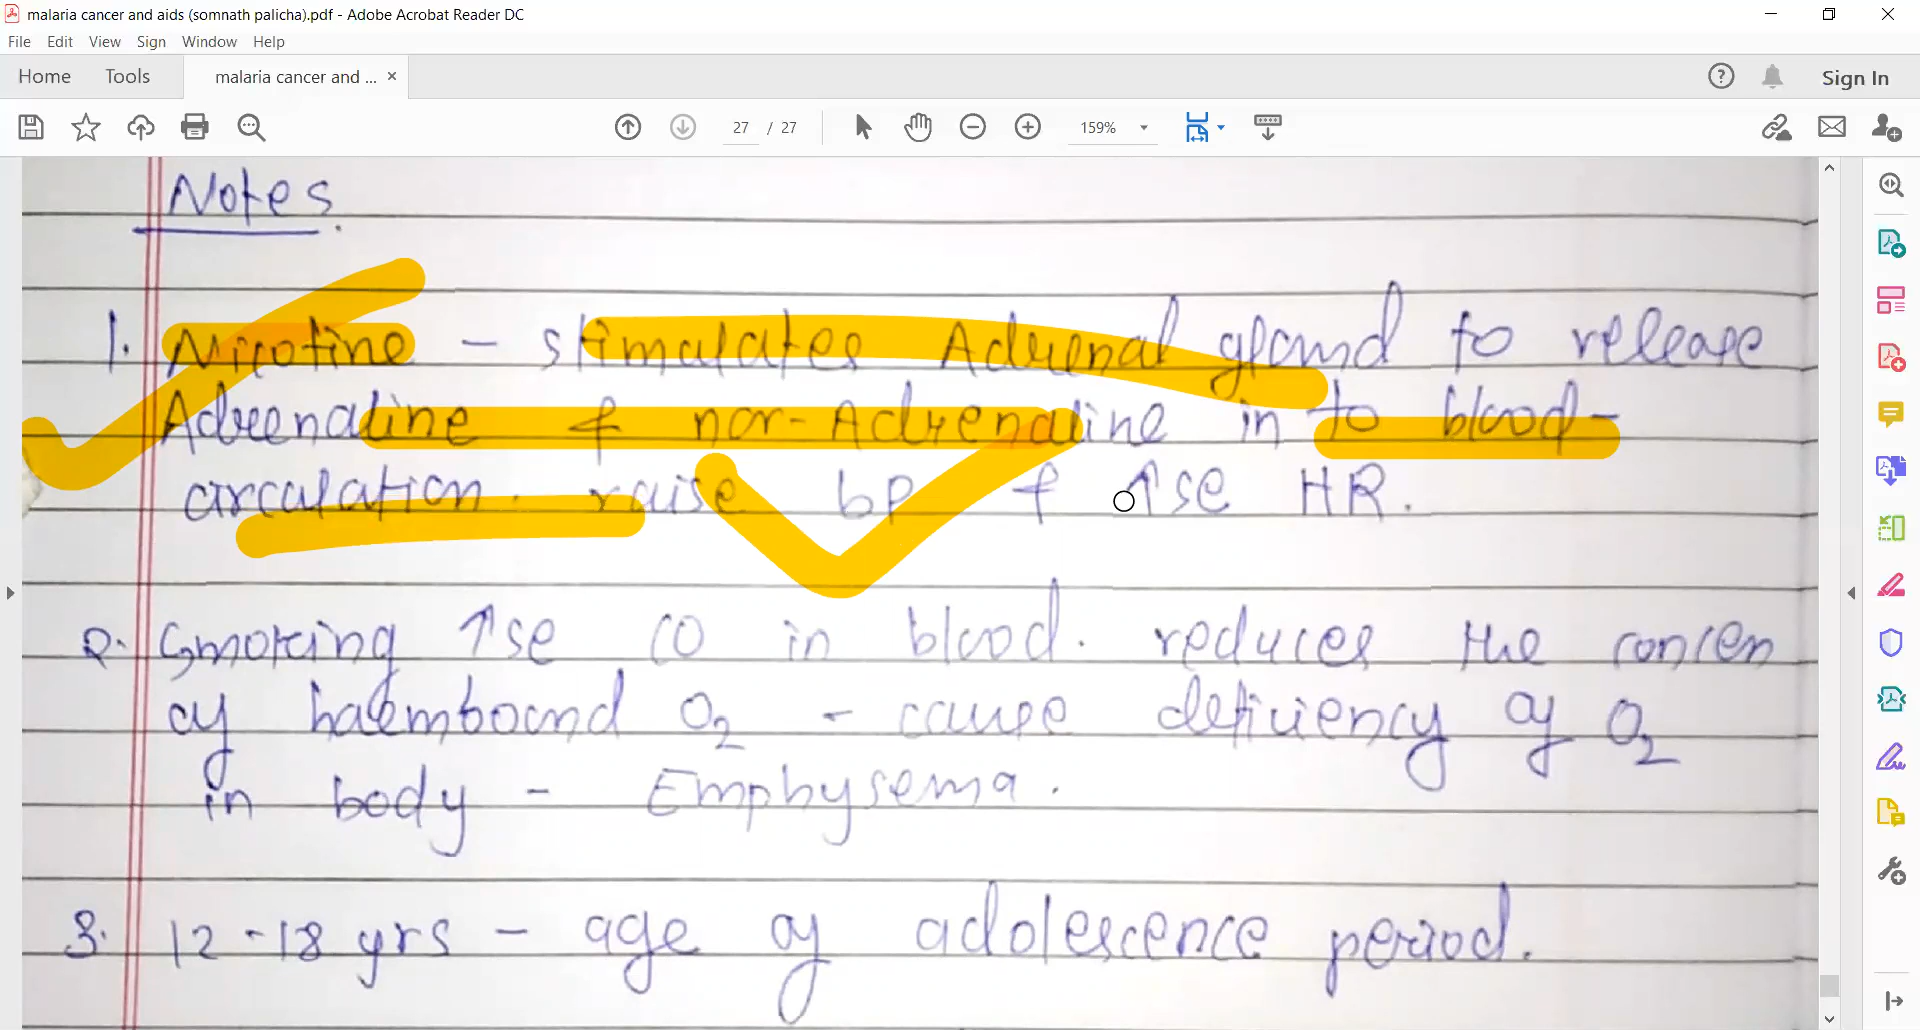 malaria cancer and aids (somnath palicha).pdf - Adobe Acrobat Reader DC
File Edit View Sign Window Help
Home Tools malaria cancer and ... × Sign In
27 / 27 159%
Notes.
1. Nicotine - stimulates Adrenal gland to release
Adrenaline & nor-Adrenaline in to blood-
circulation. raise bp & ↑se HR.
2. Smoking ↑se CO in blood. reduces the concen
of haembound O2 - cause deficiency of O2
in body - Emphysema.
3. 12-18 yrs - age of adolescence period.